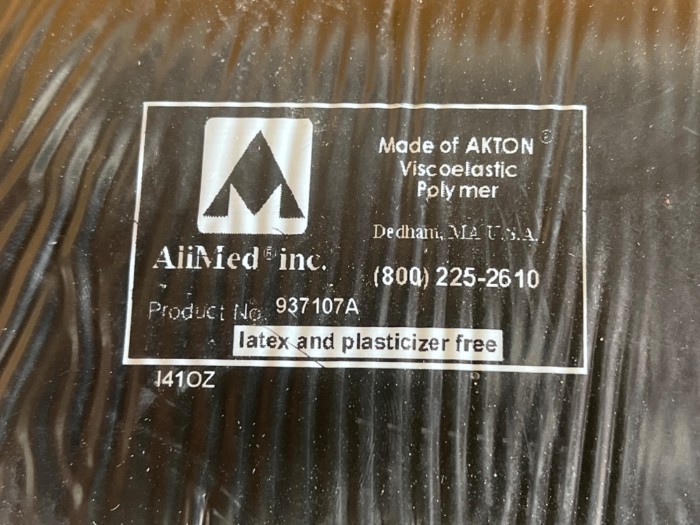 Made of AKTON®
Viscoelastic
Polymer
Dedham, MA U.S.A.
AliMed® inc.
(800) 225-2610
Product No. 937107A
latex and plasticizer free
I41OZ